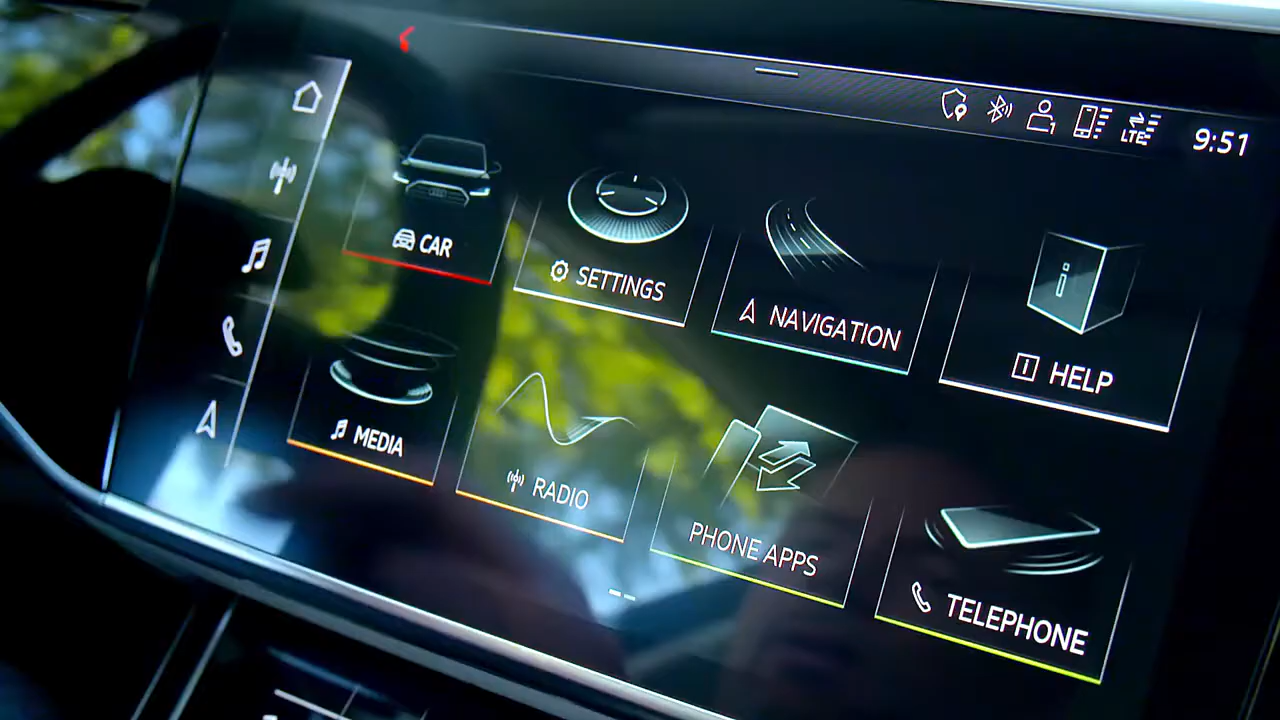 LTE
9:51
CAR
SETTINGS
NAVIGATION
HELP
MEDIA
RADIO
PHONE APPS
TELEPHONE